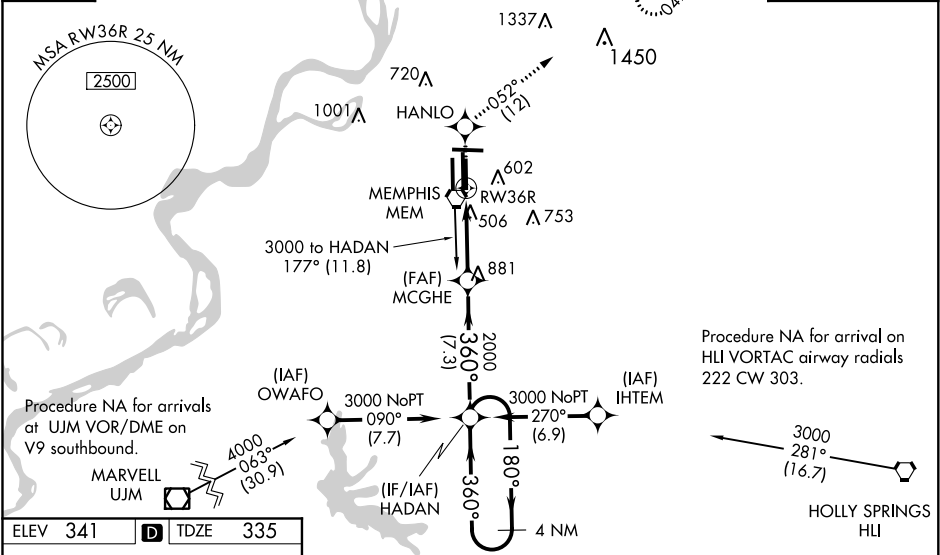 1337
04
1450
MSA RW36R 25 NM
2500
720
052°
(12)
1001
HANLO
602
MEMPHIS
MEM
RW36R
506
753
3000 to HADAN
177° (11.8)
881
(FAF)
MCGHE
2000
360°
(7.3)
Procedure NA for arrival on
HLI VORTAC airway radials
222 CW 303.
(IAF)
OWAFO
3000 NoPT
090°
(7.7)
3000 NoPT
270°
(6.9)
(IAF)
IHTEM
Procedure NA for arrivals
at UJM VOR/DME on
V9 southbound.
4000
063°
(30.9)
MARVELL
UJM
(IF/IAF)
HADAN
360°
180°
4 NM
3000
281°
(16.7)
HOLLY SPRINGS
HLI
ELEV 341 D TDZE 335